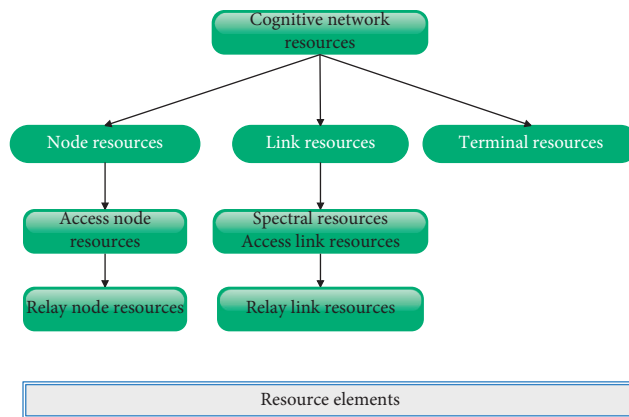 Cognitive network
resources
Node resources
Link resources
Terminal resources
Access node
resources
Spectral resources
Access link resources
Relay node resources
Relay link resources
Resource elements